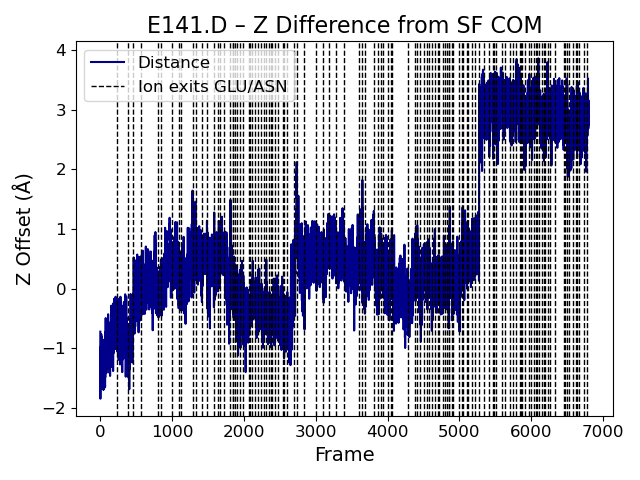 E141.D – Z Difference from SF COM
Distance
Ion exits GLU/ASN
Z Offset (Å)
4
3
2
1
0
−1
−2
0 1000 2000 3000 4000 5000 6000 7000
Frame